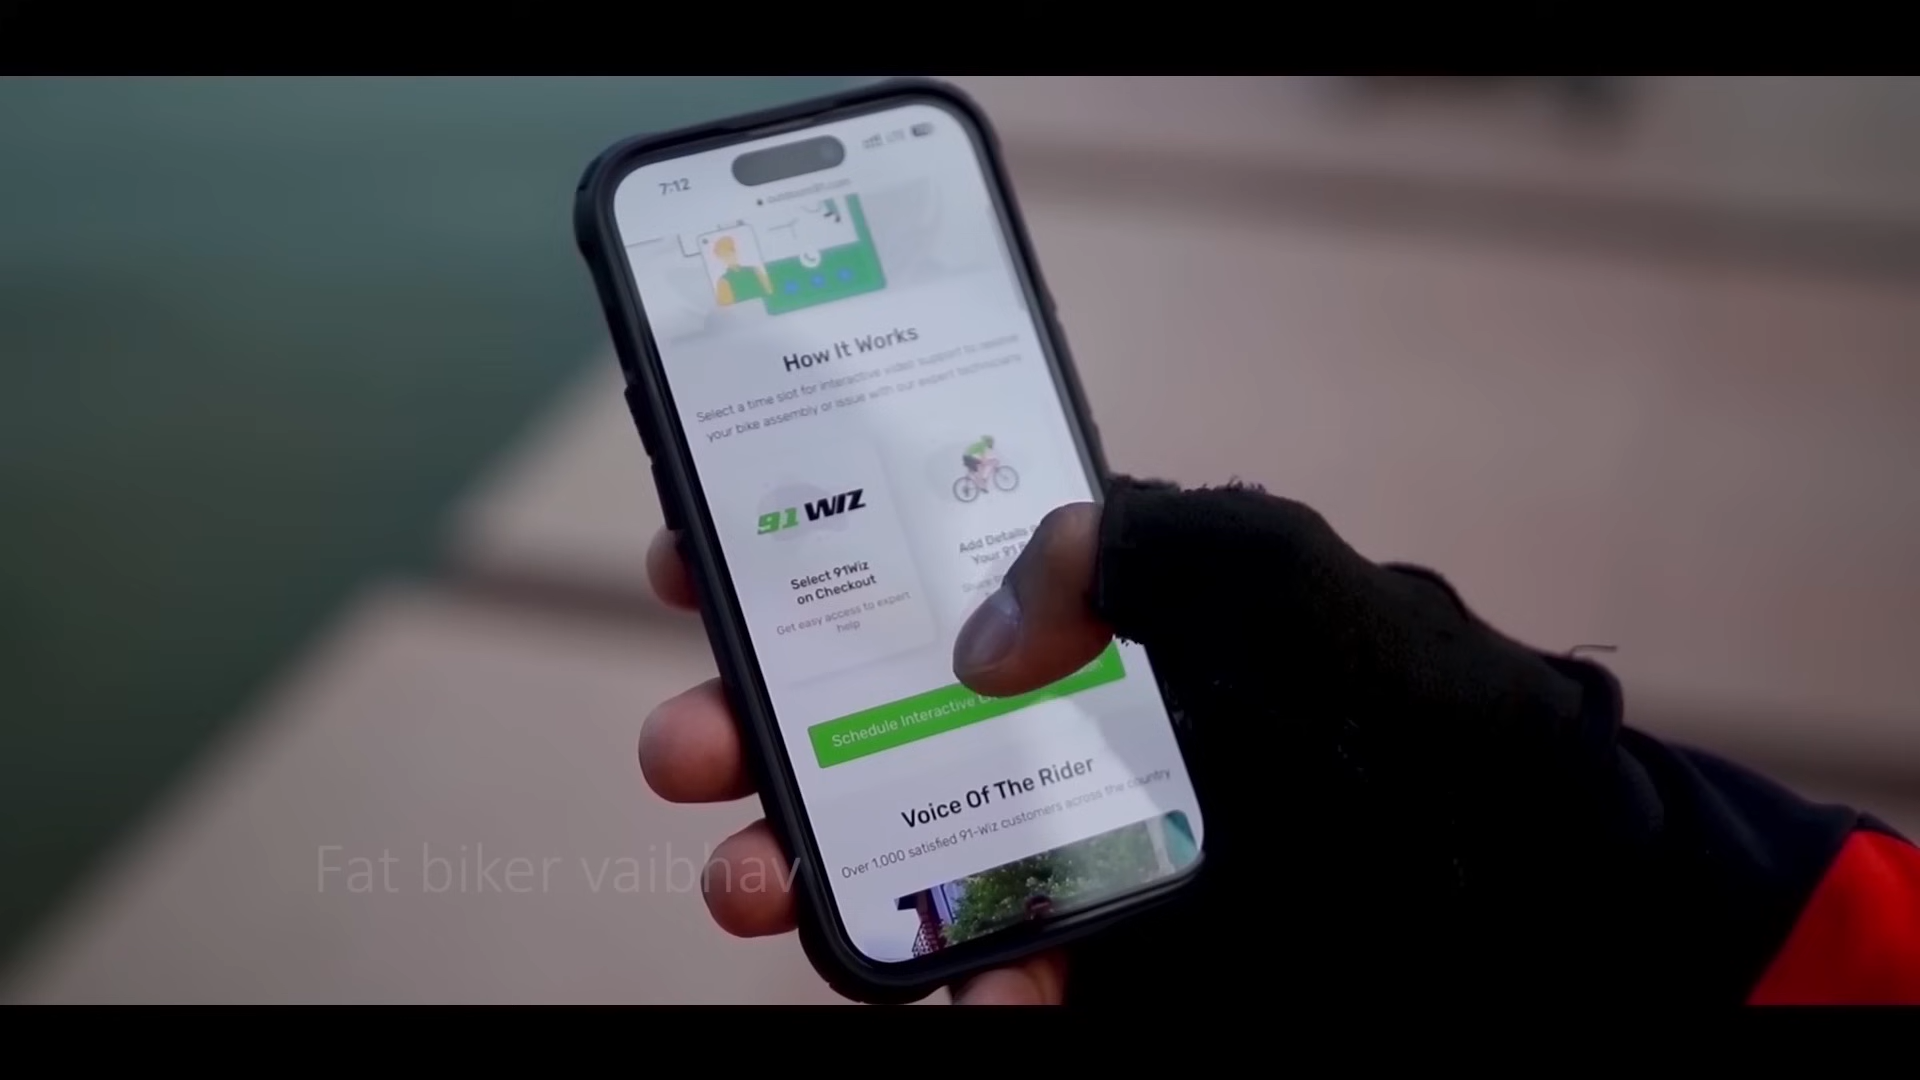 7:12
LTE
How It Works
Select a time slot for interactive video support to resolve
your bike assembly or issue with our expert technicians
91 WIZ
Select 91Wiz
on Checkout
Get easy access to expert
help
Add Details
Your 91
Share
Schedule Interactive
Voice Of The Rider
Over 1,000 satisfied 91-Wiz customers across the country
Fat biker vaibhav